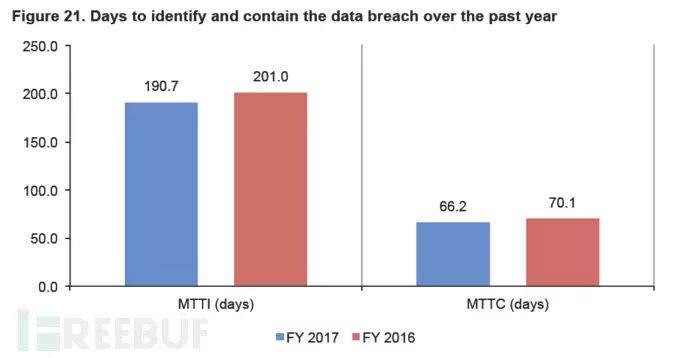 Figure 21. Days to identify and contain the data breach over the past year
250.0
200.0
150.0
100.0
50.0
0.0
190.7
201.0
66.2
70.1
MTTI (days)
MTTC (days)
FY 2017
FY 2016
FREEBUF